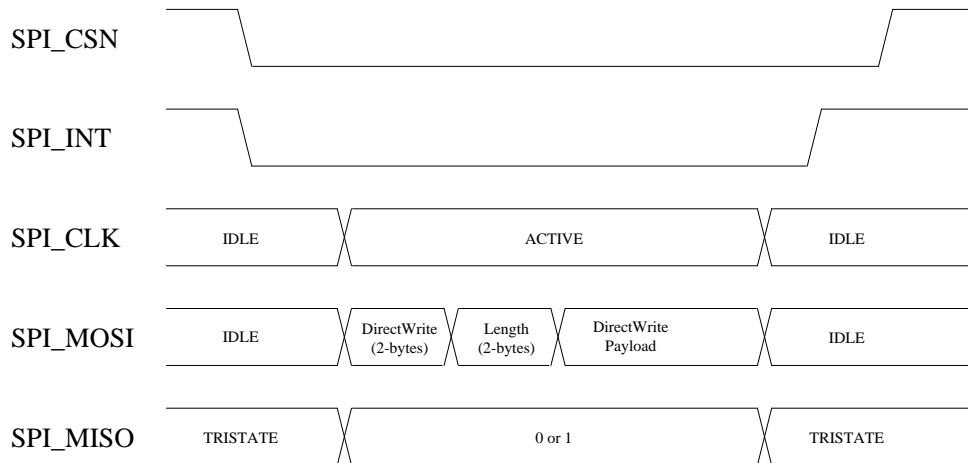 SPI_CSN
SPI_INT
SPI_CLK
IDLE
ACTIVE
IDLE
SPI_MOSI
IDLE
DirectWrite
(2-bytes)
Length
(2-bytes)
DirectWrite
Payload
IDLE
SPI_MISO
TRISTATE
0 or 1
TRISTATE